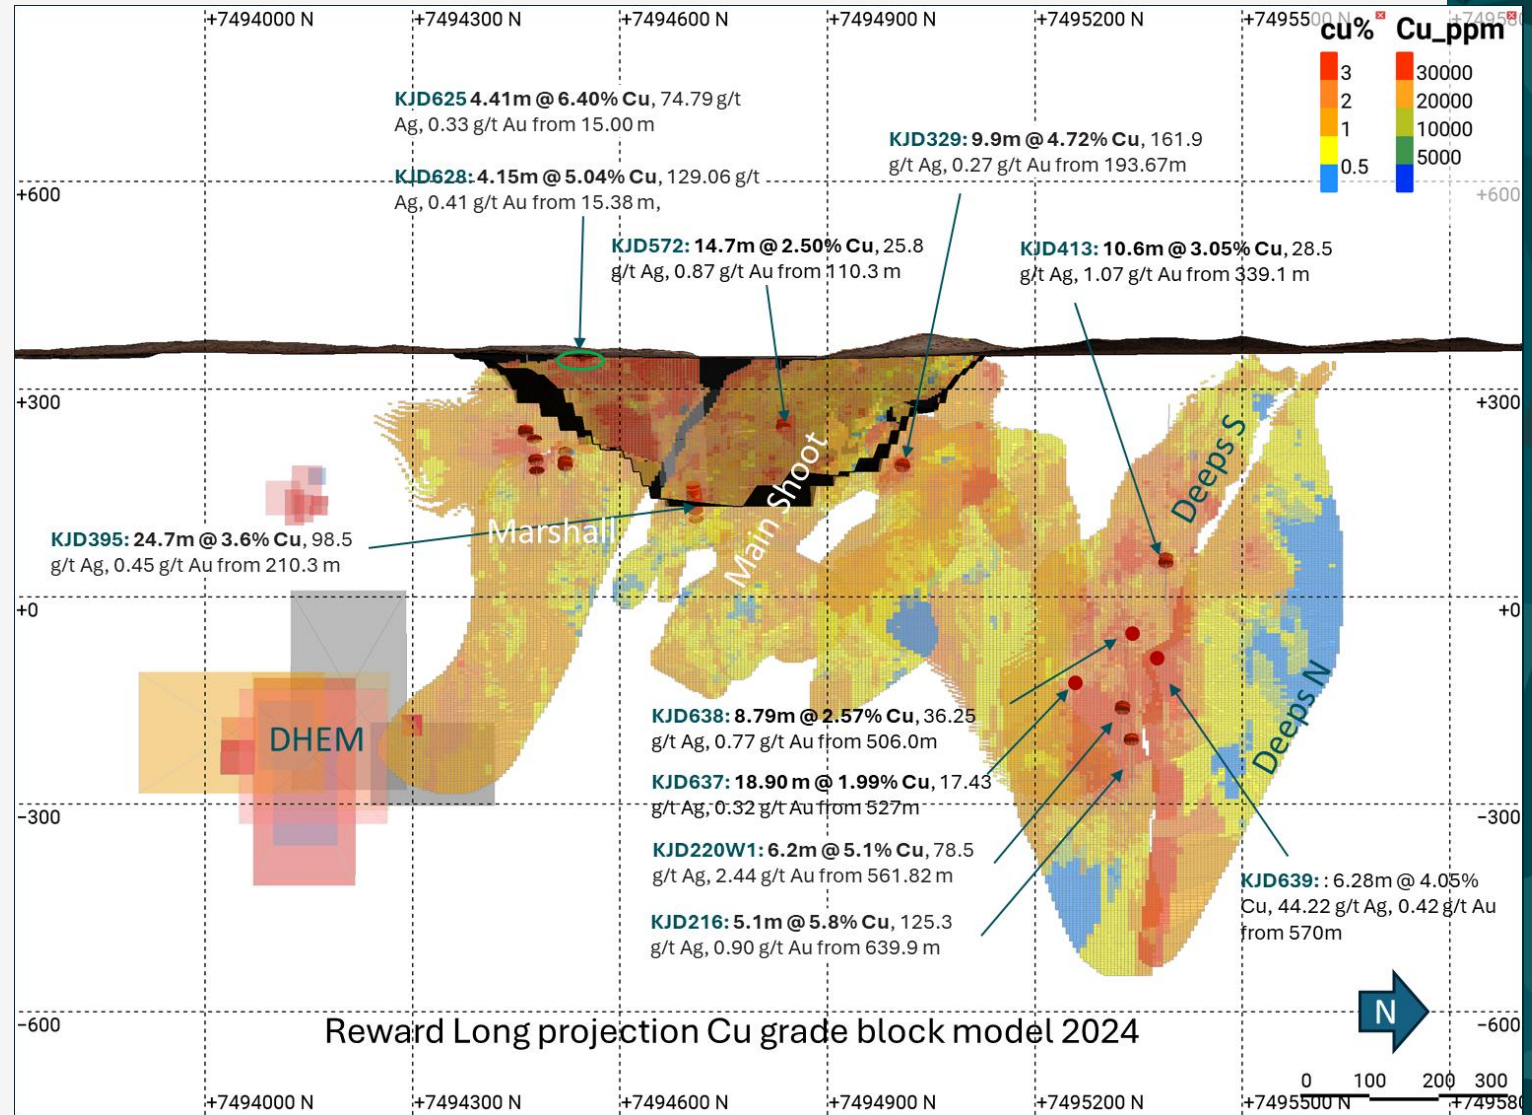 +7494000 N
+7494300 N
+7494600 N
+7494900 N
+7495200 N
+7495500 N
cu%
Cu_ppm
3
2
1
0.5
30000
20000
10000
5000
KJD625 4.41m @ 6.40% Cu, 74.79 g/t
Ag, 0.33 g/t Au from 15.00 m
KJD628: 4.15m @ 5.04% Cu, 129.06 g/t
Ag, 0.41 g/t Au from 15.38 m,
KJD329: 9.9m @ 4.72% Cu, 161.9
g/t Ag, 0.27 g/t Au from 193.67m
KJD572: 14.7m @ 2.50% Cu, 25.8
g/t Ag, 0.87 g/t Au from 110.3 m
KJD413: 10.6m @ 3.05% Cu, 28.5
g/t Ag, 1.07 g/t Au from 339.1 m
+600
+600
+300
+300
Marshall
Main Shoot
Deeps S
Deeps N
KJD395: 24.7m @ 3.6% Cu, 98.5
g/t Ag, 0.45 g/t Au from 210.3 m
+0
+0
DHEM
KJD638: 8.79m @ 2.57% Cu, 36.25
g/t Ag, 0.77 g/t Au from 506.0m
KJD637: 18.90 m @ 1.99% Cu, 17.43
g/t Ag, 0.32 g/t Au from 527m
−300
−300
KJD220W1: 6.2m @ 5.1% Cu, 78.5
g/t Ag, 2.44 g/t Au from 561.82 m
KJD216: 5.1m @ 5.8% Cu, 125.3
g/t Ag, 0.90 g/t Au from 639.9 m
KJD639: : 6.28m @ 4.05%
Cu, 44.22 g/t Ag, 0.42 g/t Au
from 570m
−600
−600
Reward Long projection Cu grade block model 2024
N
0 100 200 300
+7494000 N
+7494300 N
+7494600 N
+7494900 N
+7495200 N
+7495500 N